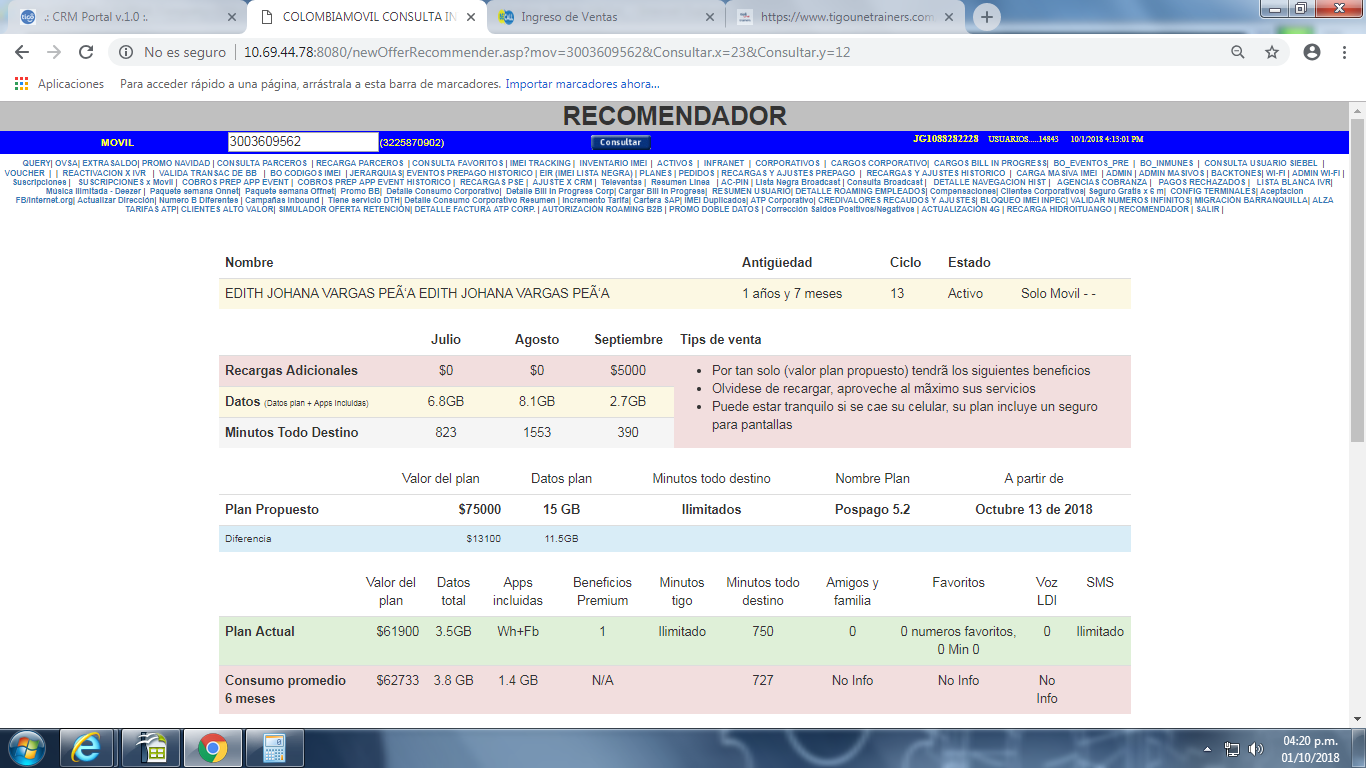 .: CRM Portal v.1.0 :.
COLOMBIAMOVIL CONSULTA IN
Ingreso de Ventas
https://www.tigounetrainers.com
No es seguro | 10.69.44.78:8080/newOfferRecommender.asp?mov=3003609562&Consultar.x=23&Consultar.y=12
Aplicaciones Para acceder rápido a una página, arrástrala a esta barra de marcadores. Importar marcadores ahora...
RECOMENDADOR
MOVIL 3003609562 (3225870902) Consultar JG1088282228 USUARIOS.....14843 10/1/2018 4:13:01 PM
QUERY| OVSA| EXTRASALDO| PROMO NAVIDAD | CONSULTA PARCEROS | RECARGA PARCEROS | CONSULTA FAVORITOS | IMEI TRACKING | INVENTARIO IMEI | ACTIVOS | INFRANET | CORPORATIVOS | CARGOS CORPORATIVO| CARGOS BILL IN PROGRESS| BO_EVENTOS_PRE | BO_INMUNES | CONSULTA USUARIO SIEBEL |
VOUCHER | | REACTIVACION X IVR | VALIDA TRANSAC DE BB | BO CODIGOS IMEI | JERARQUIAS| EVENTOS PREPAGO HISTORICO | EIR (IMEI LISTA NEGRA) | PLANES | PEDIDOS | RECARGAS Y AJUSTES PREPAGO | RECARGAS Y AJUSTES HISTORICO | CARGA MASIVA IMEI | ADMIN | ADMIN MASIVOS | BACKTONES| WI-FI | ADMIN WI-FI |
Suscripciones | SUSCRIPCIONES x Movil | COBROS PREP APP EVENT | COBROS PREP APP EVENT HISTORICO | RECARGAS PSE | AJUSTE X CRM | Televentas | Resumen Linea | AC-PIN | Lista Negra Broadcast | Consulta Broadcast | DETALLE NAVEGACION HIST | AGENCIAS COBRANZA | PAGOS RECHAZADOS | LISTA BLANCA IVR|
Musica Ilimitada - Deezer | Paquete semana Onnet| Paquete semana Offnet| Promo BB| Detalle Consumo Corporativo| Detalle Bill In Progress Corp| Cargar Bill In Progress| RESUMEN USUARIO| DETALLE ROAMING EMPLEADOS| Compensaciones| Clientes Corporativos| Seguro Gratis x 6 m| CONFIG TERMINALES| Aceptacion
FB/Internet.org| Actualizar Dirección| Numero B Diferentes | Campañas Inbound | Tiene servicio DTH| Detalle Consumo Corporativo Resumen | Incremento Tarifa| Cartera SAP| IMEI Duplicados| ATP Corporativo| CREDIVALORES RECAUDOS Y AJUSTES| BLOQUEO IMEI INPEC| VALIDAR NUMEROS INFINITOS| MIGRACIÓN BARRANQUILLA| ALZA
TARIFAS ATP| CLIENTES ALTO VALOR| SIMULADOR OFERTA RETENCIÓN| DETALLE FACTURA ATP CORP. | AUTORIZACIÓN ROAMING B2B | PROMO DOBLE DATOS | Corrección Saldos Positivos/Negativos | ACTUALIZACIÓN 4G | RECARGA HIDROITUANGO | RECOMENDADOR | SALIR |
Nombre Antigüedad Ciclo Estado
EDITH JOHANA VARGAS PEÃ‘A EDITH JOHANA VARGAS PEÃ‘A 1 años y 7 meses 13 Activo Solo Movil - -
Julio Agosto Septiembre Tips de venta
Recargas Adicionales $0 $0 $5000
Datos (Datos plan + Apps Incluidas) 6.8GB 8.1GB 2.7GB
Minutos Todo Destino 823 1553 390
• Por tan solo (valor plan propuesto) tendrã los siguientes beneficios
• Olvidese de recargar, aproveche al mãximo sus servicios
• Puede estar tranquilo si se cae su celular, su plan incluye un seguro
para pantallas
Valor del plan Datos plan Minutos todo destino Nombre Plan A partir de
Plan Propuesto $75000 15 GB Ilimitados Pospago 5.2 Octubre 13 de 2018
Diferencia $13100 11.5GB
Valor del plan Datos total Apps incluidas Beneficios Premium Minutos tigo Minutos todo destino Amigos y familia Favoritos Voz LDI SMS
Plan Actual $61900 3.5GB Wh+Fb 1 Ilimitado 750 0 0 numeros favoritos, 0 Min 0 0 Ilimitado
Consumo promedio 6 meses $62733 3.8 GB 1.4 GB N/A 727 No Info No Info No Info
04:20 p.m.
01/10/2018